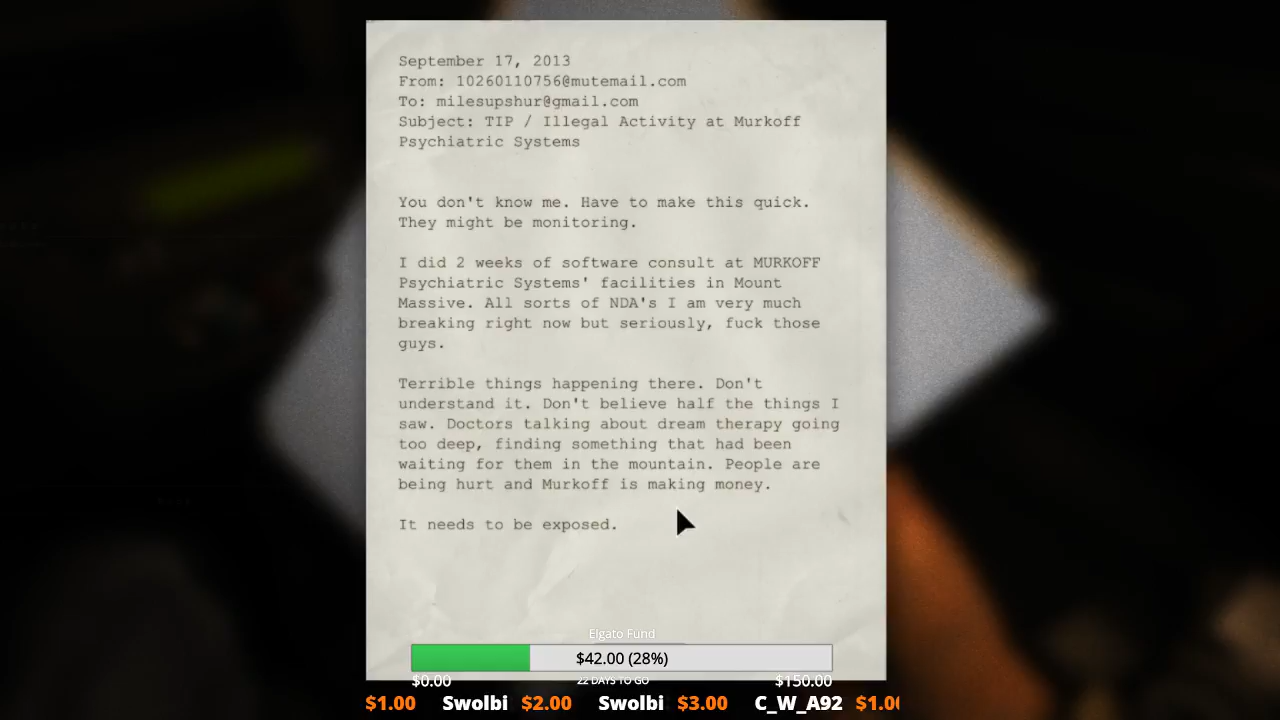 September 17, 2013
From: 10260110756@mutemail.com
To: milesupshur@gmail.com
Subject: TIP / Illegal Activity at Murkoff
Psychiatric Systems
You don't know me. Have to make this quick.
They might be monitoring.
I did 2 weeks of software consult at MURKOFF
Psychiatric Systems' facilities in Mount
Massive. All sorts of NDA's I am very much
breaking right now but seriously, fuck those
guys.
Terrible things happening there. Don't
understand it. Don't believe half the things I
saw. Doctors talking about dream therapy going
too deep, finding something that had been
waiting for them in the mountain. People are
being hurt and Murkoff is making money.
It needs to be exposed.
Elgato Fund
$42.00 (28%)
$0.00 22 DAYS TO GO $150.00
$1.00 Swolbi $2.00 Swolbi $3.00 C_W_A92 $1.00